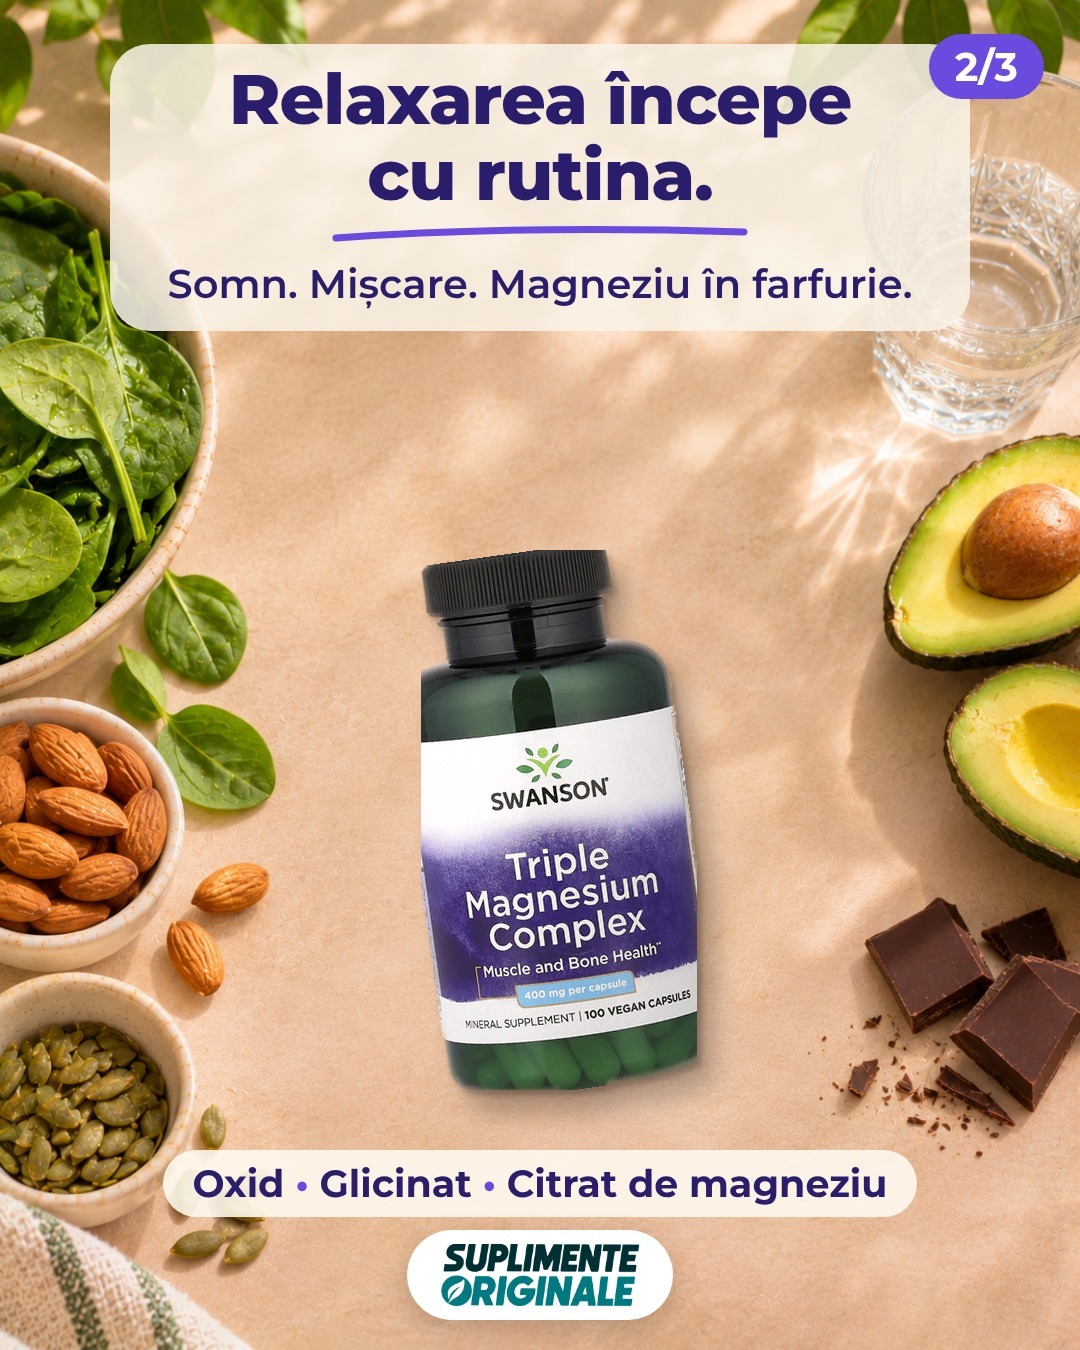 2/3
Relaxarea începe
cu rutina.
Somn. Mișcare. Magneziu în farfurie.
SWANSON
Triple
Magnesium
Complex
Muscle and Bone Health
400 mg per capsule
MINERAL SUPPLEMENT | 100 VEGAN CAPSULES
Oxid • Glicinat • Citrat de magneziu
SUPLIMENTE
ORIGINALE